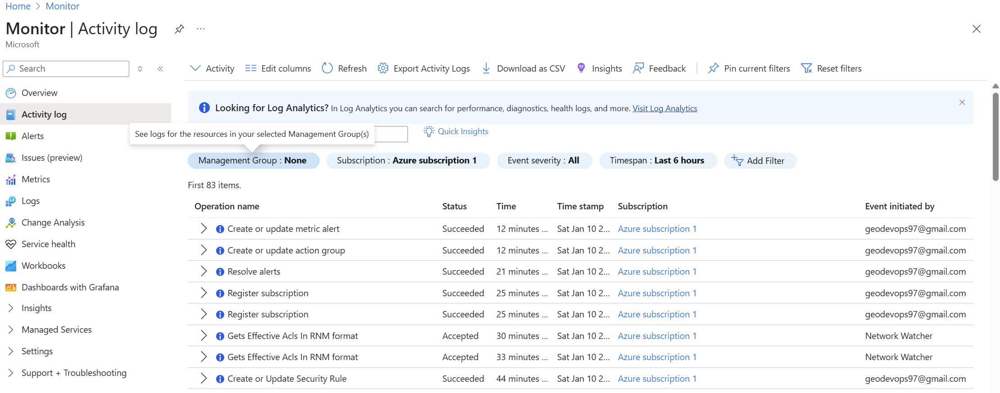 Home > Monitor
Monitor | Activity log ...
Microsoft
Search
Activity Edit columns Refresh Export Activity Logs Download as CSV Insights Feedback Pin current filters Reset filters
Overview
Activity log
Alerts
Issues (preview)
Metrics
Logs
Change Analysis
Service health
Workbooks
Dashboards with Grafana
Insights
Managed Services
Settings
Support + Troubleshooting
Looking for Log Analytics? In Log Analytics you can search for performance, diagnostics, health logs, and more. Visit Log Analytics
See logs for the resources in your selected Management Group(s)
Quick Insights
Management Group : None Subscription : Azure subscription 1 Event severity : All Timespan : Last 6 hours Add Filter
First 83 items.
Operation name Status Time Time stamp Subscription Event initiated by
Create or update metric alert Succeeded 12 minutes ... Sat Jan 10 2... Azure subscription 1 geodevops97@gmail.com
Create or update action group Succeeded 12 minutes ... Sat Jan 10 2... Azure subscription 1 geodevops97@gmail.com
Resolve alerts Succeeded 21 minutes ... Sat Jan 10 2... Azure subscription 1 geodevops97@gmail.com
Register subscription Succeeded 25 minutes ... Sat Jan 10 2... Azure subscription 1 geodevops97@gmail.com
Register subscription Succeeded 25 minutes ... Sat Jan 10 2... Azure subscription 1 geodevops97@gmail.com
Gets Effective Acls In RNM format Accepted 30 minutes ... Sat Jan 10 2... Azure subscription 1 Network Watcher
Gets Effective Acls In RNM format Accepted 33 minutes ... Sat Jan 10 2... Azure subscription 1 Network Watcher
Create or Update Security Rule Succeeded 44 minutes ... Sat Jan 10 2... Azure subscription 1 geodevops97@gmail.com